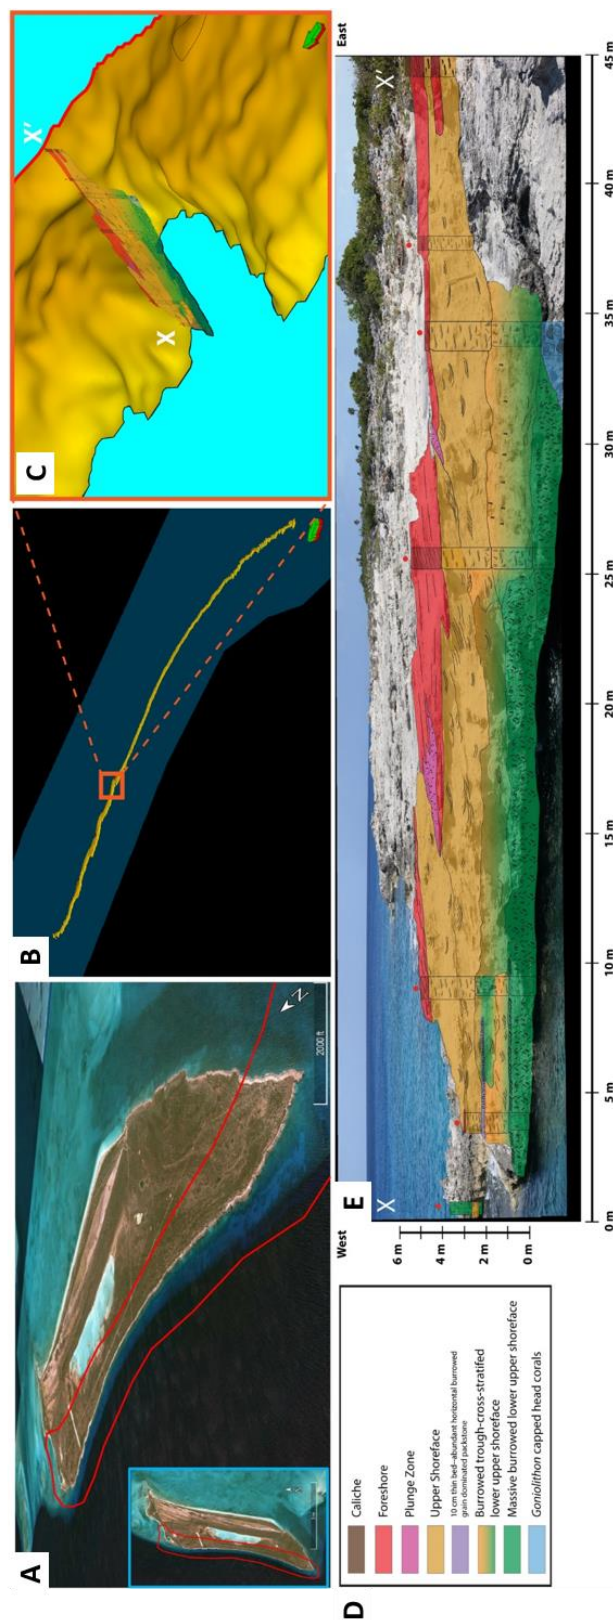 A
N
2000 ft
B
C
X
X'
D
Caliche
Foreshore
Plunge Zone
Upper Shoreface
10 cm thin bed–abundant horizontal burrowed
grain dominated packstone
Burrowed trough-cross-stratifed
lower upper shoreface
Massive burrowed lower upper shoreface
Goniolithon capped head corals
E
West
East
X
X'
6 m
4 m
2 m
0 m
0 m
5 m
10 m
15 m
20 m
25 m
30 m
35 m
40 m
45 m